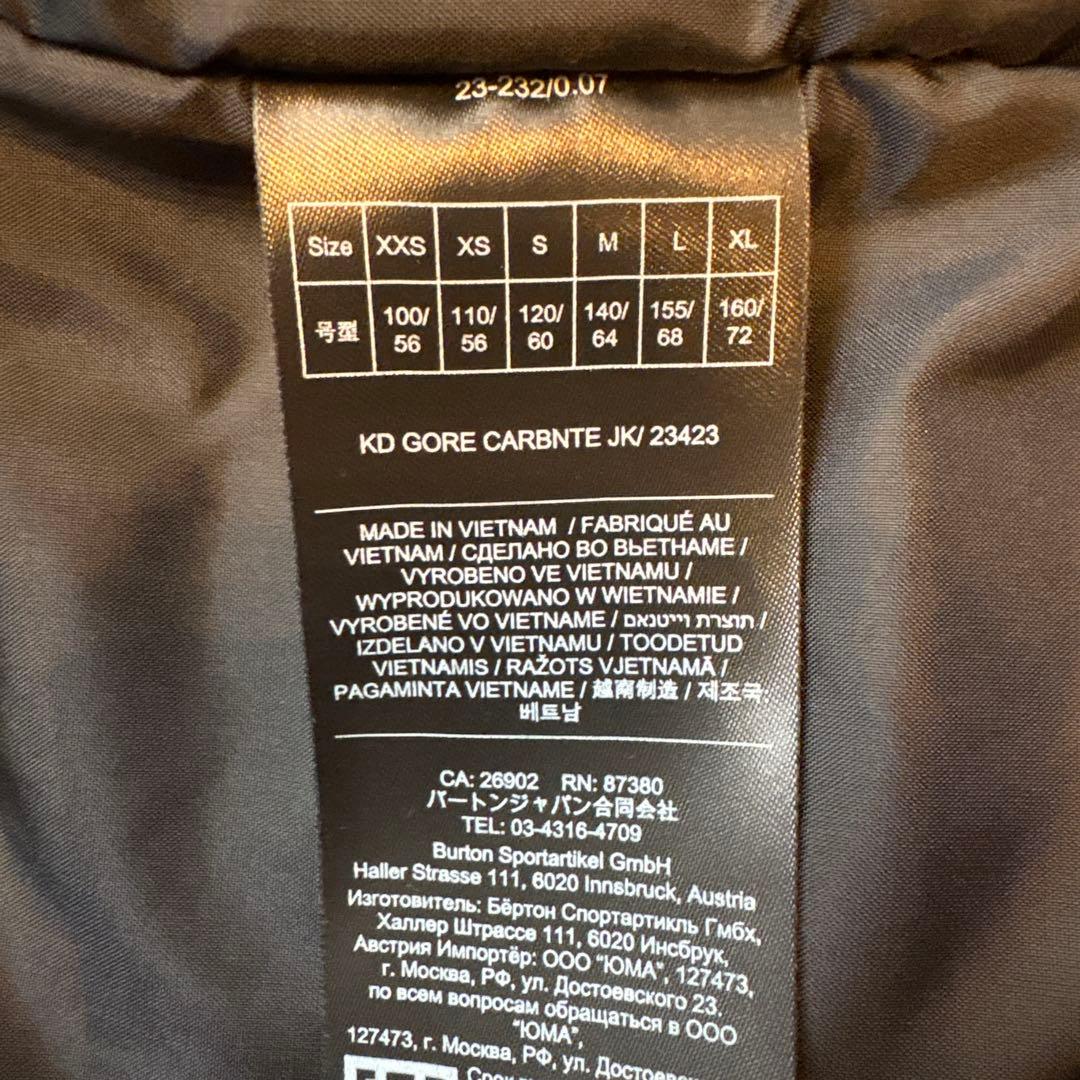 23-232/0.07
Size XXS XS S M L XL
号型 100/56 110/56 120/60 140/64 155/68 160/72
KD GORE CARBNTE JK/ 23423
MADE IN VIETNAM / FABRIQUÉ AU
VIETNAM / СДЕЛАНО ВО ВЬЕТНАМЕ /
VYROBENO VE VIETNAMU /
WYPRODUKOWANO W WIETNAMIE /
VYROBENÉ VO VIETNAME / תוצרת וייטנאם /
IZDELANO V VIETNAMU / TOODETUD
VIETNAMIS / RAŽOTS VJETNAMĀ /
PAGAMINTA VIETNAME / 越南制造 / 제조국
베트남
CA: 26902 RN: 87380
バートンジャパン合同会社
TEL: 03-4316-4709
Burton Sportartikel GmbH
Haller Strasse 111, 6020 Innsbruck, Austria
Изготовитель: Бёртон Спортартикль Гмбх,
Халлер Штрассе 111, 6020 Инсбрук,
Австрия Импортёр: ООО "ЮМА", 127473,
г. Москва, РФ, ул. Достоевского 23.
по всем вопросам обращаться в ООО
"ЮМА",
127473, г. Москва, РФ, ул. Достоевс